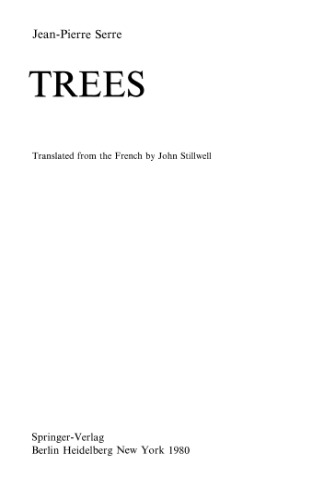 Jean-Pierre Serre
TREES
Translated from the French by John Stillwell
Springer-Verlag
Berlin Heidelberg New York 1980